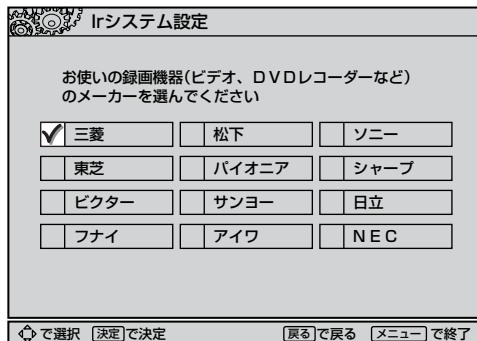 Irシステム設定
お使いの録画機器(ビデオ、DVDレコーダーなど)
のメーカーを選んでください
三菱 松下 ソニー
東芝 パイオニア シャープ
ビクター サンヨー 日立
フナイ アイワ NEC
で選択 決定で決定 戻るで戻る メニューで終了